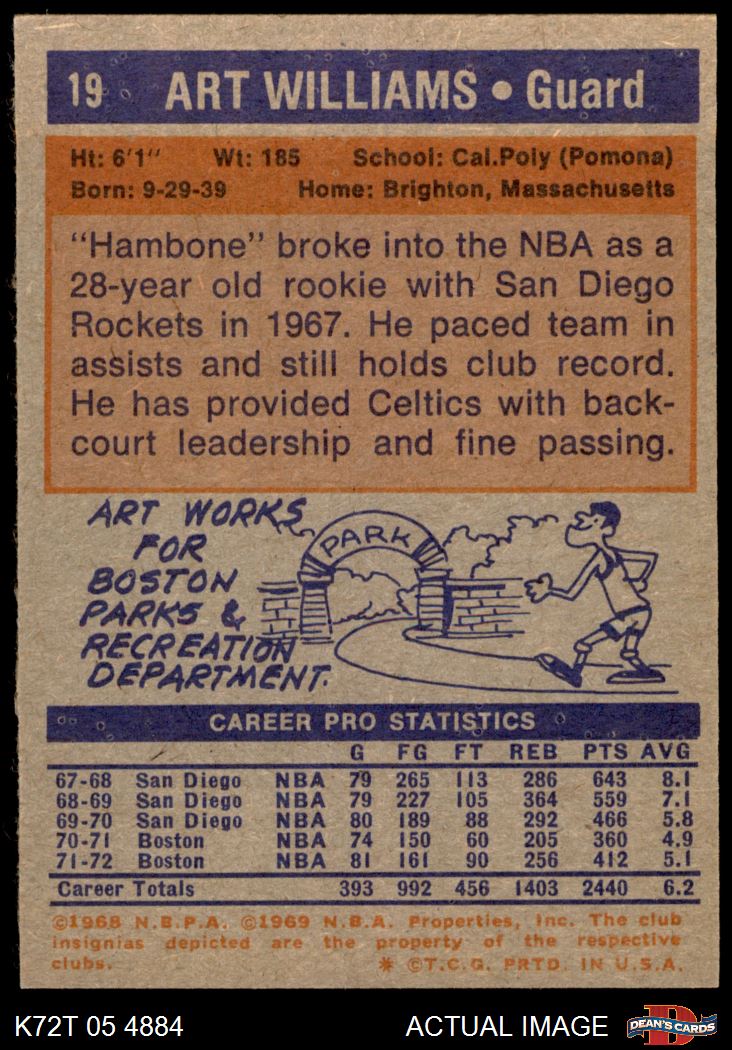 19 ART WILLIAMS • Guard
Ht: 6'1" Wt: 185 School: Cal.Poly (Pomona)
Born: 9-29-39 Home: Brighton, Massachusetts
"Hambone" broke into the NBA as a
28-year old rookie with San Diego
Rockets in 1967. He paced team in
assists and still holds club record.
He has provided Celtics with back-
court leadership and fine passing.
ART WORKS
FOR
BOSTON
PARKS &
RECREATION
DEPARTMENT.
PARK
CAREER PRO STATISTICS
G FG FT REB PTS AVG
67-68 San Diego NBA 79 265 113 286 643 8.1
68-69 San Diego NBA 79 227 105 364 559 7.1
69-70 San Diego NBA 80 189 88 292 466 5.8
70-71 Boston NBA 74 150 60 205 360 4.9
71-72 Boston NBA 81 161 90 256 412 5.1
Career Totals 393 992 456 1403 2440 6.2
©1968 N.B.P.A. ©1969 N.B.A. Properties, Inc. The club
insignias depicted are the property of the respective
clubs. * ©T.C.G. PRTD. IN U.S.A.
K72T 05 4884 ACTUAL IMAGE DEAN'S CARDS